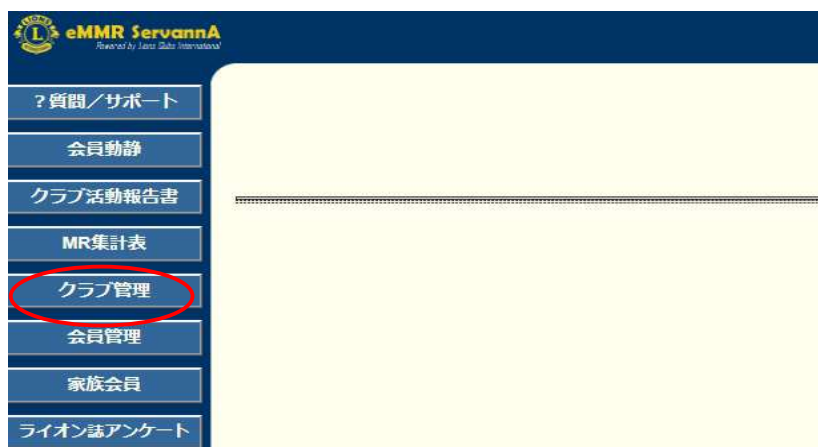 eMMR ServannA
Powered by Lions Clubs International
?質問／サポート
会員動静
クラブ活動報告書
MR集計表
クラブ管理
会員管理
家族会員
ライオン誌アンケート